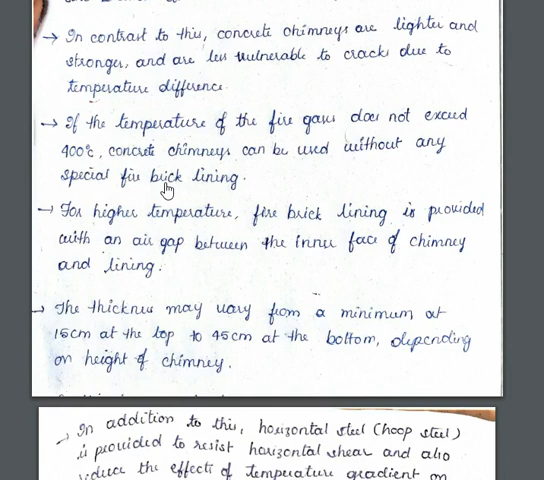 → In contrast to this, concrete chimneys are lighter and
stronger, and are less vulnerable to cracks due to
temperature difference.
→ If the temperature of the fire gases does not exceed
400°c, concrete chimneys can be used without any
special fire brick lining.
→ For higher temperature, fire brick lining is provided
with an air gap between the inner face of chimney
and lining.
→ The thickness may vary from a minimum at
15cm at the top to 45cm at the bottom, depending
on height of chimney.
→ In addition to this, horizontal steel (hoop steel)
is provided to resist horizontal shear and also
reduce the effects of temperature gradient on